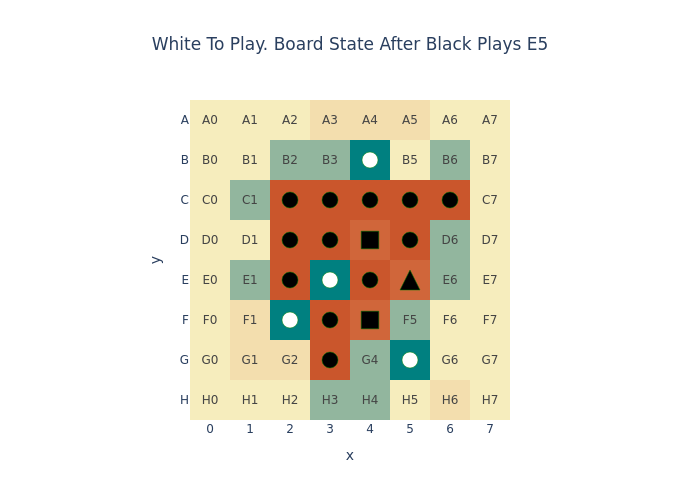 White To Play. Board State After Black Plays E5
A A0 A1 A2 A3 A4 A5 A6 A7
B B0 B1 B2 B3 B5 B6 B7
C C0 C1 C7
D D0 D1 D6 D7
E E0 E1 E6 E7
F F0 F1 F5 F6 F7
G G0 G1 G2 G4 G6 G7
H H0 H1 H2 H3 H4 H5 H6 H7
0 1 2 3 4 5 6 7
x
y